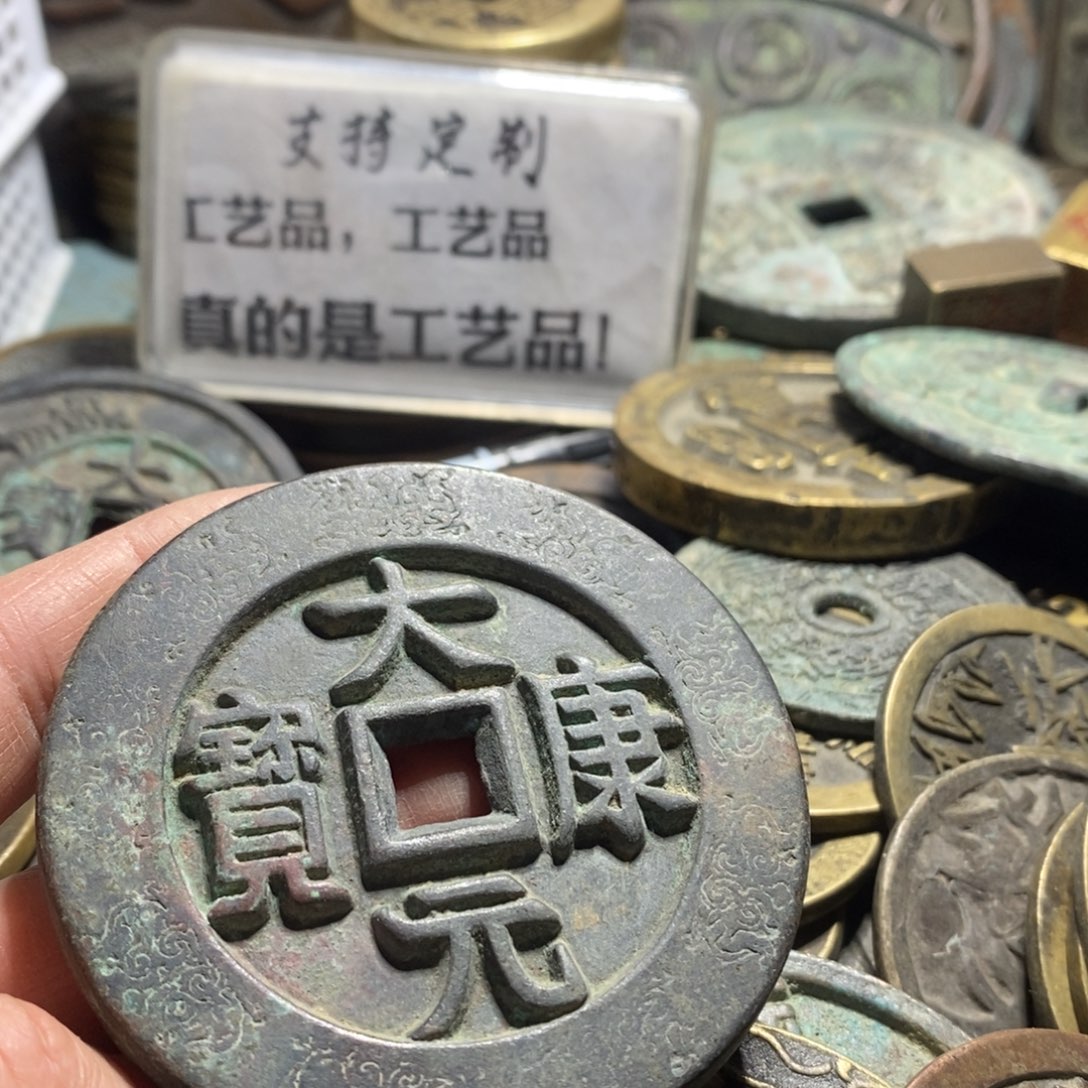 支持定制
工艺品，工艺品
真的是工艺品!
大
寶 康
元
大